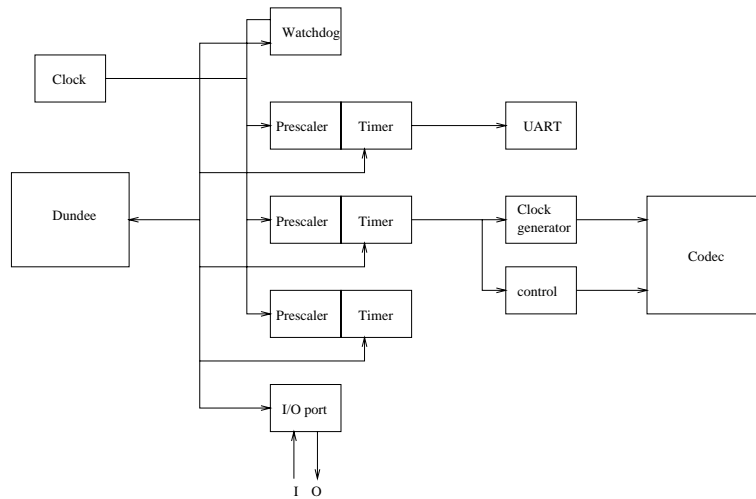 Watchdog
Clock
Prescaler Timer UART
Dundee
Prescaler Timer Clock
generator
Codec
control
Prescaler Timer
I/O port
I O